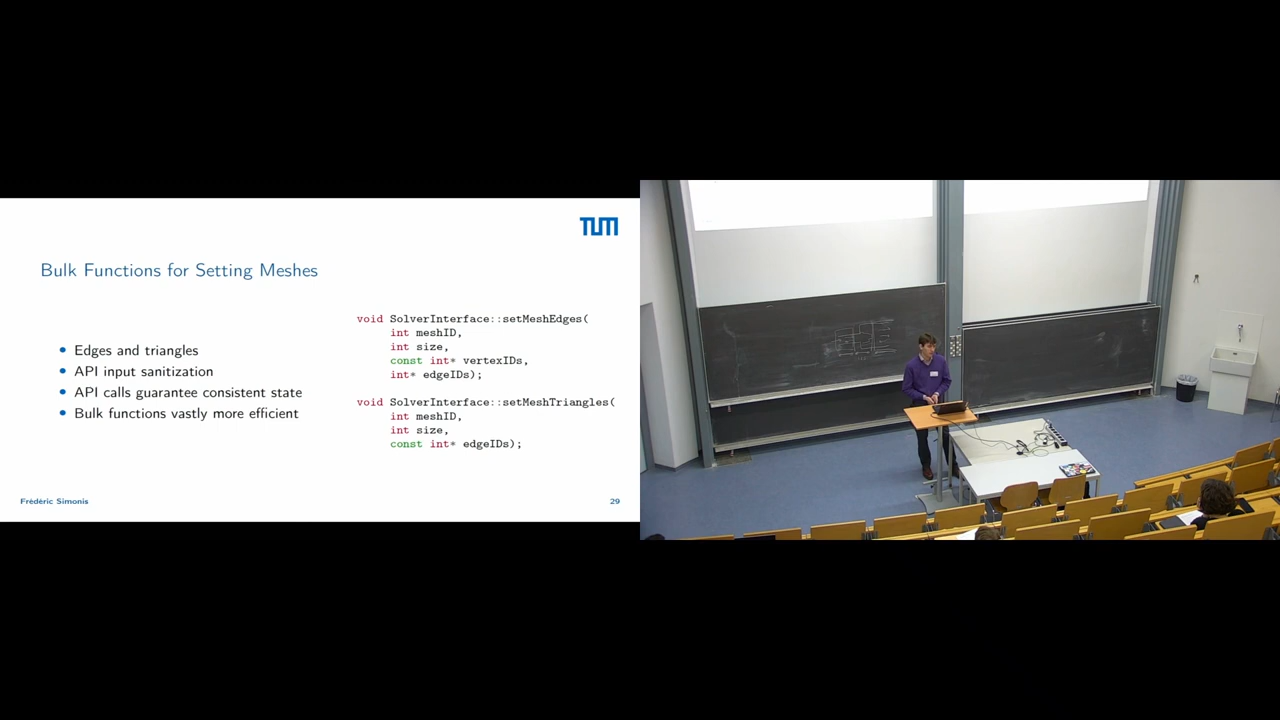 TUM
Bulk Functions for Setting Meshes
• Edges and triangles
• API input sanitization
• API calls guarantee consistent state
• Bulk functions vastly more efficient
void SolverInterface::setMeshEdges(
int meshID,
int size,
const int* vertexIDs,
int* edgeIDs);
void SolverInterface::setMeshTriangles(
int meshID,
int size,
const int* edgeIDs);
Frédéric Simonis
29